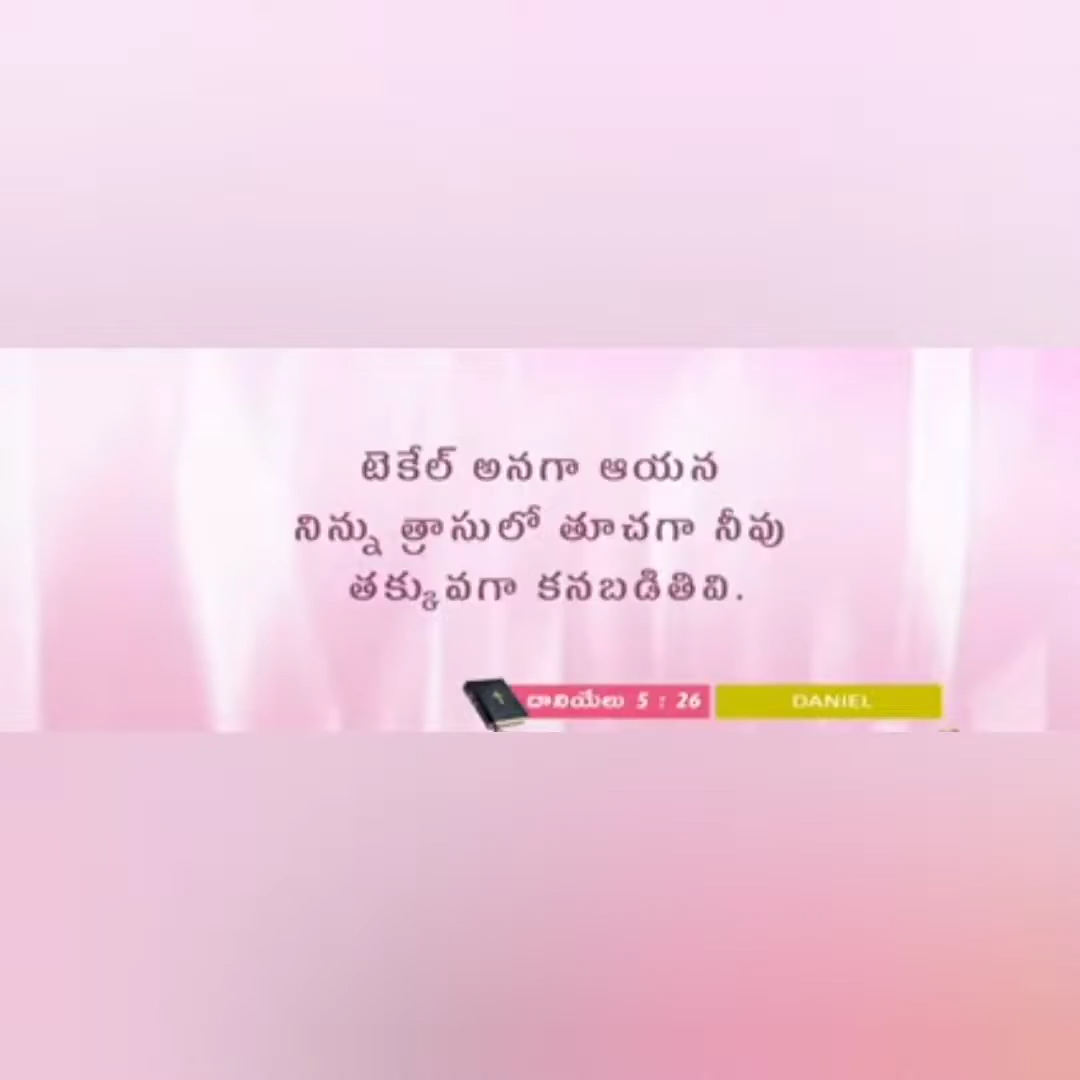 టెకేల్ అనగా ఆయన
నిన్ను త్రాసులో తూచగా నీవు
తక్కువగా కనబడితివి.
దానియేలు 5 : 26 DANIEL